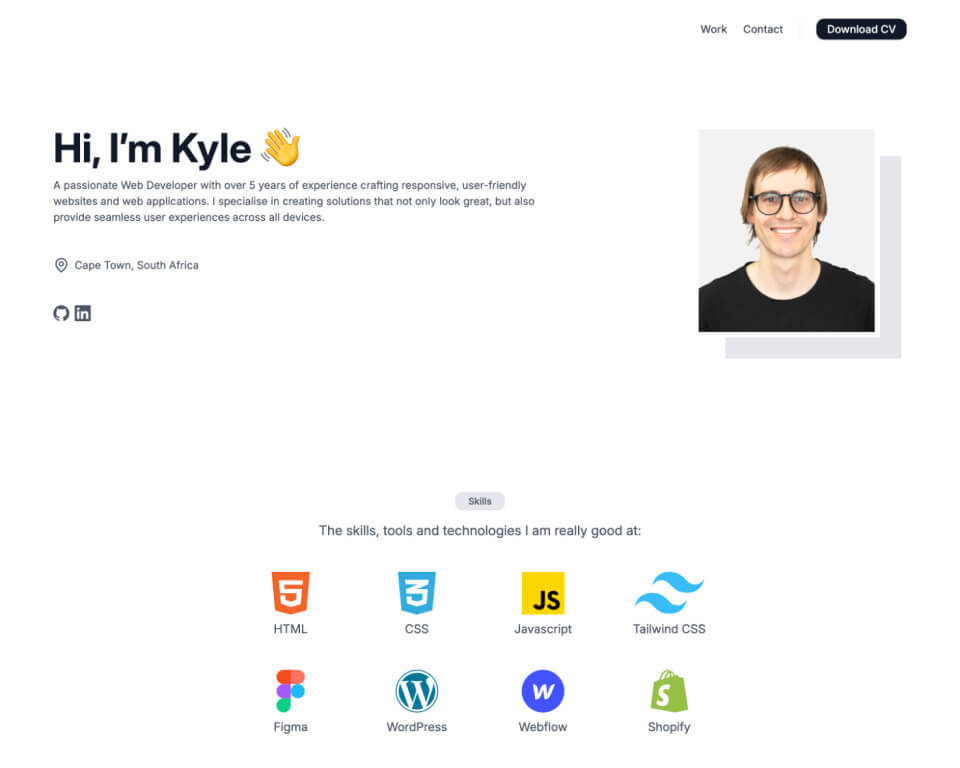 Work Contact Download CV
Hi, I’m Kyle 👋
A passionate Web Developer with over 5 years of experience crafting responsive, user-friendly
websites and web applications. I specialise in creating solutions that not only look great, but also
provide seamless user experiences across all devices.
Cape Town, South Africa
in
Skills
The skills, tools and technologies I am really good at:
5 3 JS
HTML CSS Javascript Tailwind CSS
W W S
Figma WordPress Webflow Shopify